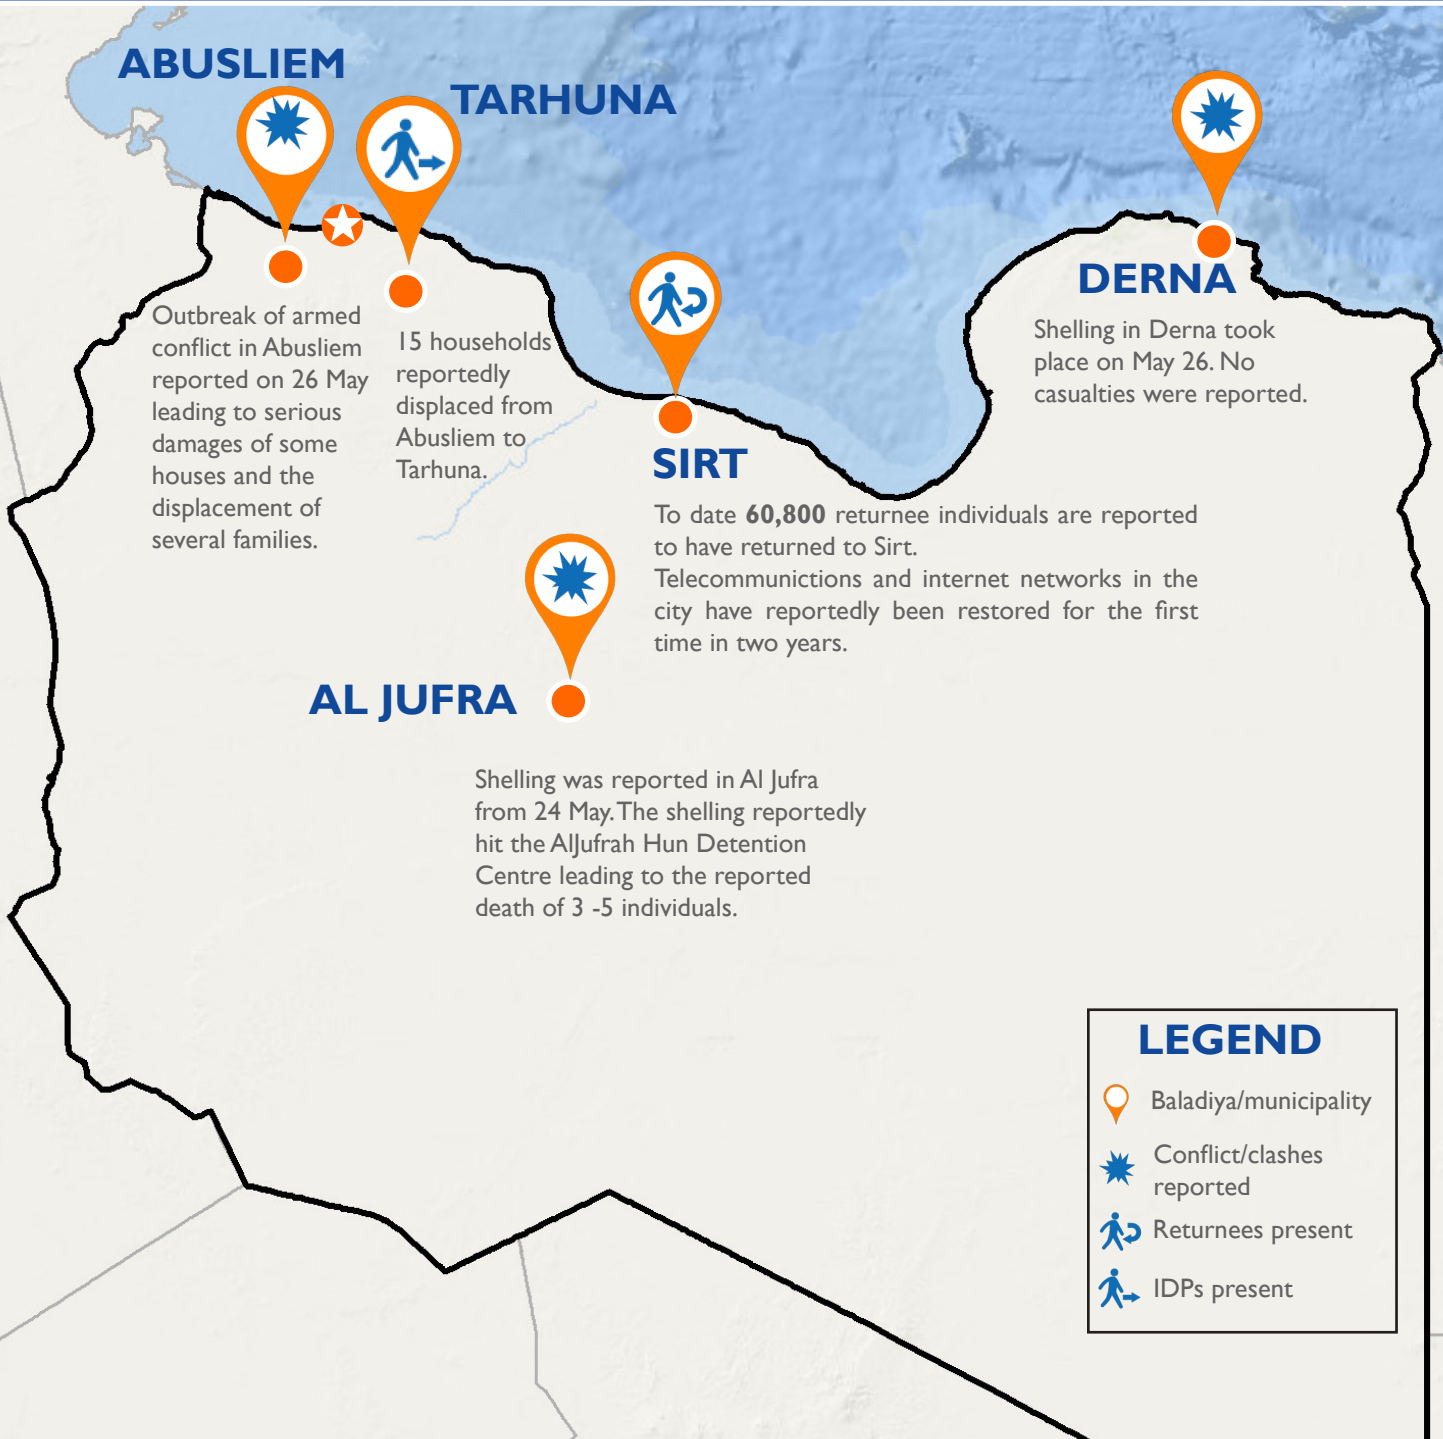 ABUSLIEM
TARHUNA
Outbreak of armed
conflict in Abusliem
reported on 26 May
leading to serious
damages of some
houses and the
displacement of
several families.
15 households
reportedly
displaced from
Abusliem to
Tarhuna.
DERNA
Shelling in Derna took
place on May 26. No
casualties were reported.
SIRT
To date 60,800 returnee individuals are reported
to have returned to Sirt.
Telecommunictions and internet networks in the
city have reportedly been restored for the first
time in two years.
AL JUFRA
Shelling was reported in Al Jufra
from 24 May. The shelling reportedly
hit the AlJufrah Hun Detention
Centre leading to the reported
death of 3 -5 individuals.
LEGEND
Baladiya/municipality
Conflict/clashes
reported
Returnees present
IDPs present